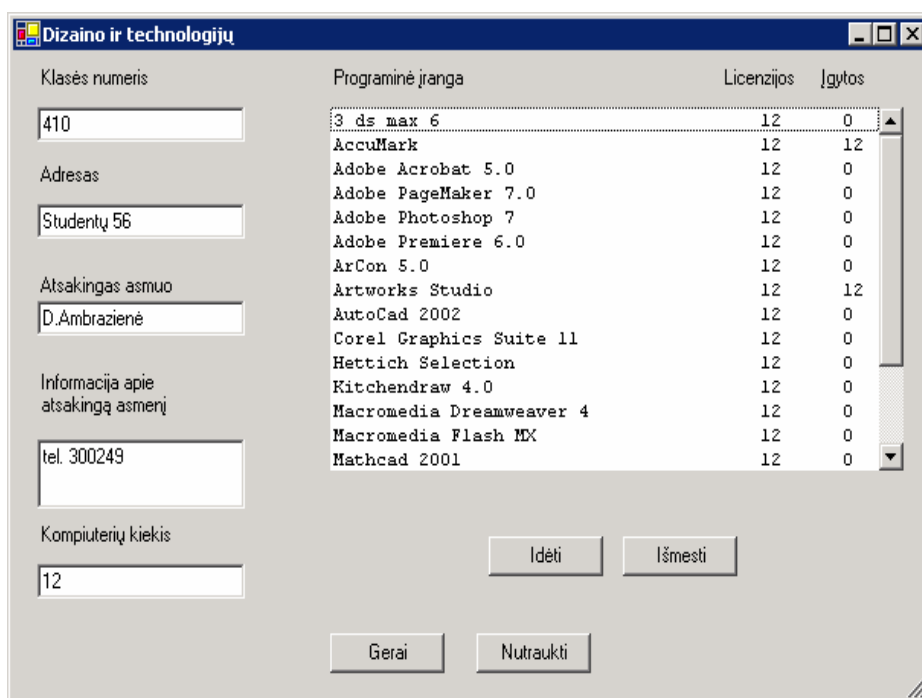 Dizaino ir technologijų
Klasės numeris
410
Adresas
Studentų 56
Atsakingas asmuo
D.Ambrazienė
Informacija apie
atsakingą asmenį
tel. 300249
Kompiuterių kiekis
12
Programinė įranga Licenzijos Įgytos
3 ds max 6 12 0
AccuMark 12 12
Adobe Acrobat 5.0 12 0
Adobe PageMaker 7.0 12 0
Adobe Photoshop 7 12 0
Adobe Premiere 6.0 12 0
ArCon 5.0 12 0
Artworks Studio 12 12
AutoCad 2002 12 0
Corel Graphics Suite 11 12 0
Hettich Selection 12 0
Kitchendraw 4.0 12 0
Macromedia Dreamweaver 4 12 0
Macromedia Flash MX 12 0
Mathcad 2001 12 0
Idėti Išmesti
Gerai Nutraukti